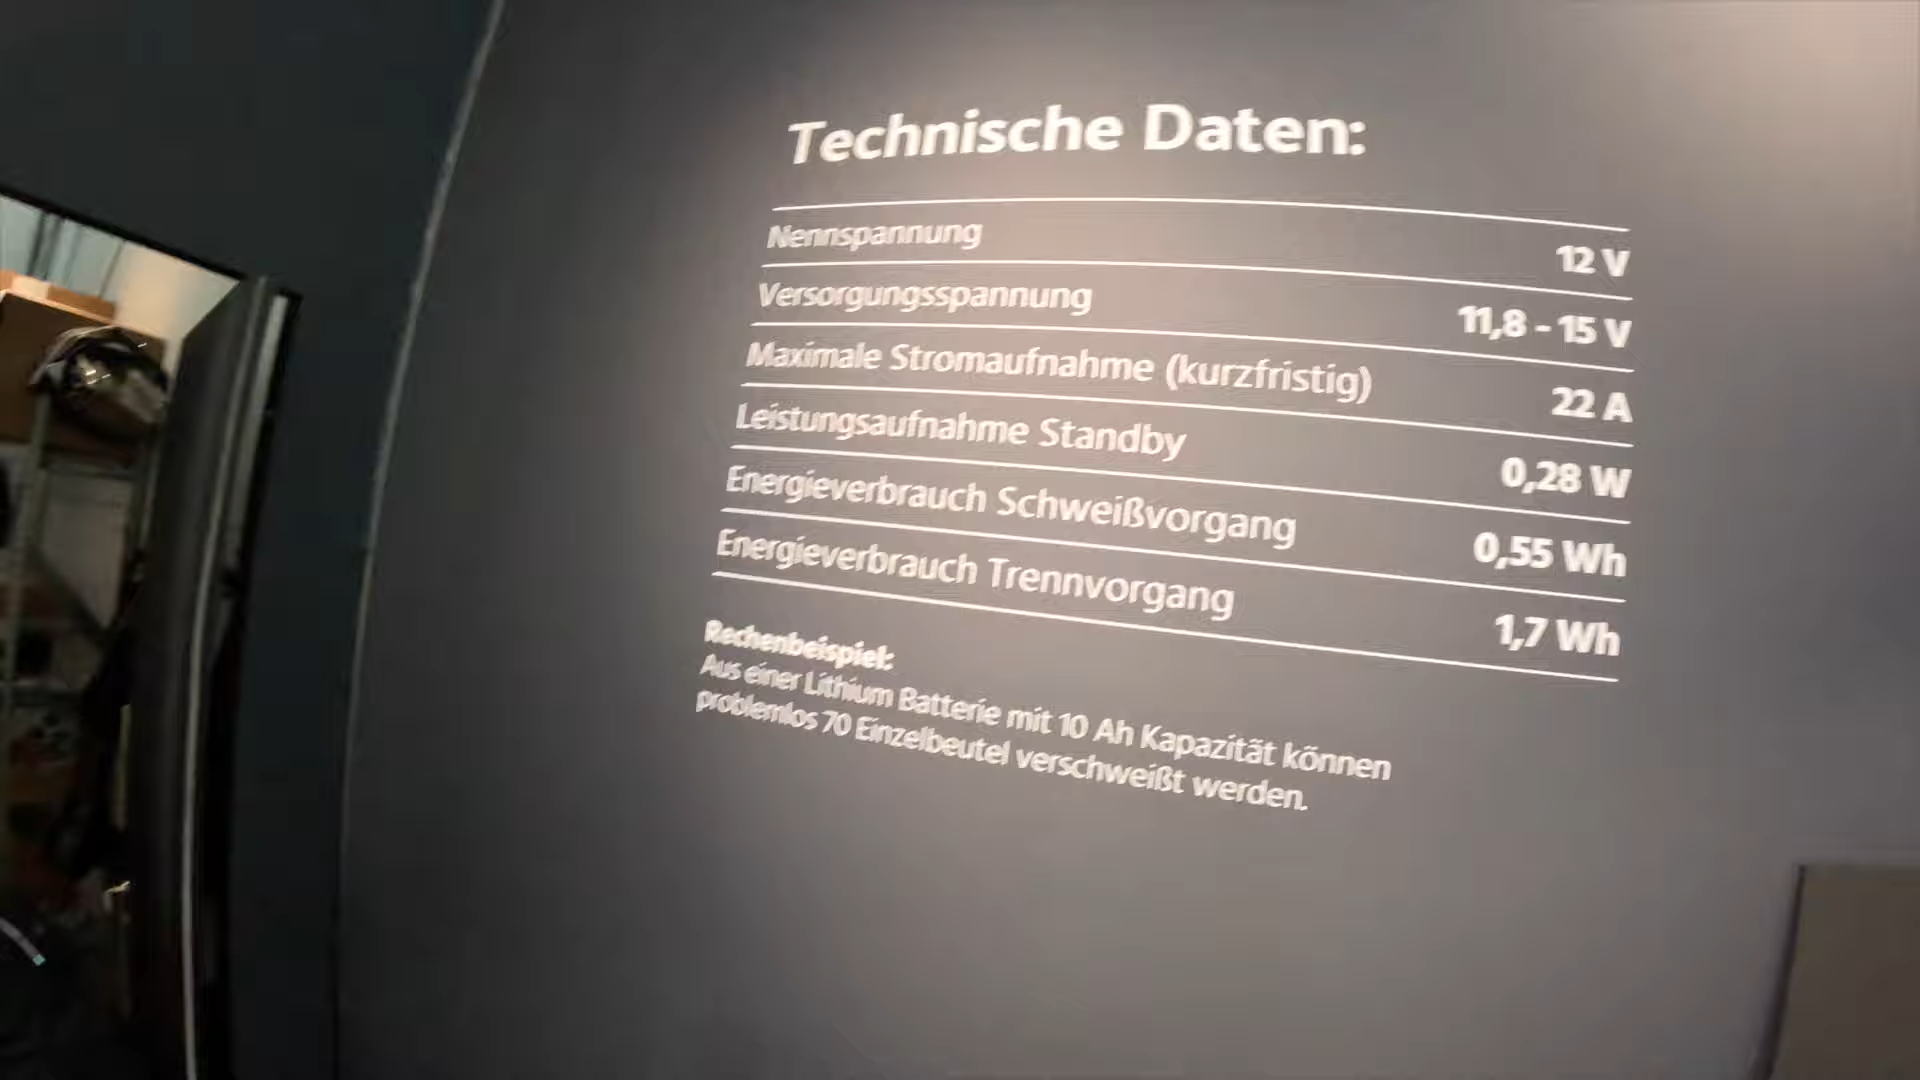 Technische Daten:
Nennspannung 12 V
Versorgungsspannung 11,8 - 15 V
Maximale Stromaufnahme (kurzfristig) 22 A
Leistungsaufnahme Standby 0,28 W
Energieverbrauch Schweißvorgang 0,55 Wh
Energieverbrauch Trennvorgang 1,7 Wh
Rechenbeispiel:
Aus einer Lithium Batterie mit 10 Ah Kapazität können
problemlos 70 Einzelbeutel verschweißt werden.